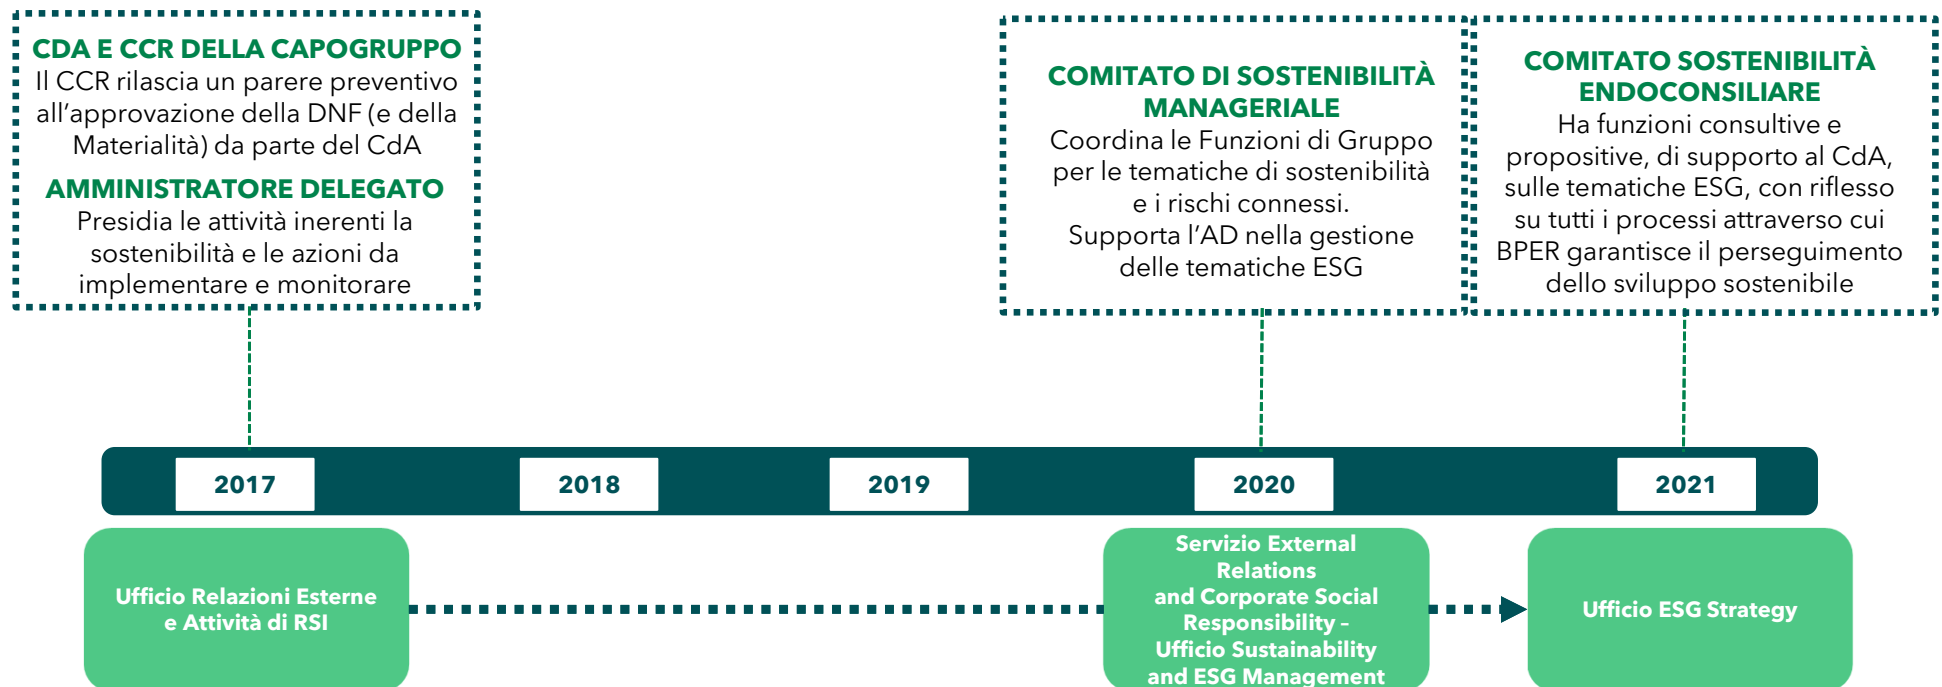 CDA E CCR DELLA CAPOGRUPPO
Il CCR rilascia un parere preventivo
all’approvazione della DNF (e della
Materialità) da parte del CdA
AMMINISTRATORE DELEGATO
Presidia le attività inerenti la
sostenibilità e le azioni da
implementare e monitorare
COMITATO DI SOSTENIBILITÀ
MANAGERIALE
Coordina le Funzioni di Gruppo
per le tematiche di sostenibilità
e i rischi connessi.
Supporta l’AD nella gestione
delle tematiche ESG
COMITATO SOSTENIBILITÀ
ENDOCONSILIARE
Ha funzioni consultive e
propositive, di supporto al CdA,
sulle tematiche ESG, con riflesso
su tutti i processi attraverso cui
BPER garantisce il perseguimento
dello sviluppo sostenibile
2017
2018
2019
2020
2021
Ufficio Relazioni Esterne
e Attività di RSI
Servizio External
Relations
and Corporate Social
Responsibility –
Ufficio Sustainability
and ESG Management
Ufficio ESG Strategy